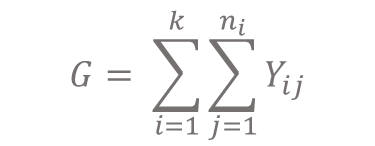 G = \sum_{i=1}^{k} \sum_{j=1}^{n_i} Y_{ij}